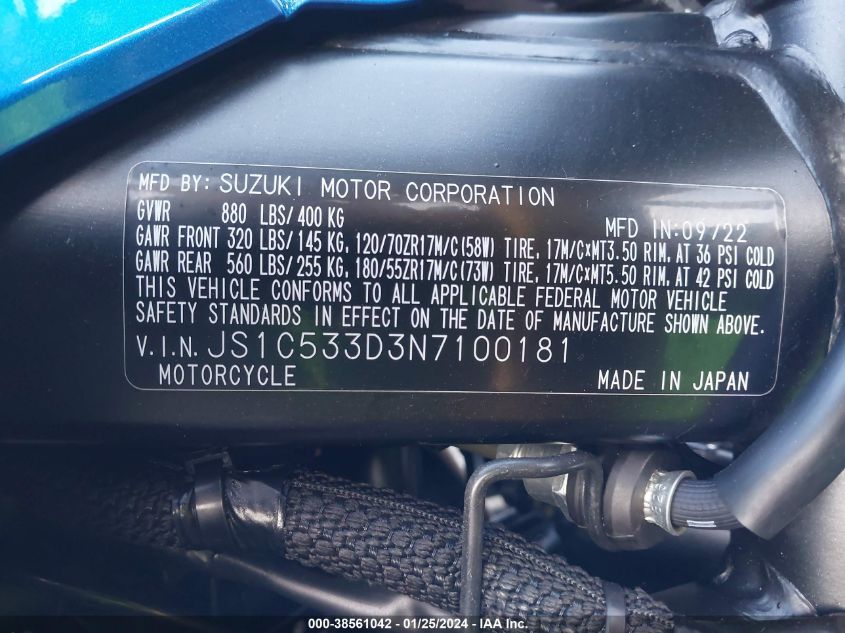 MFD BY: SUZUKI MOTOR CORPORATION
GVWR 880 LBS/400 KG MFD IN:09/22
GAWR FRONT 320 LBS/145 KG, 120/70ZR17M/C(58W) TIRE, 17M/C×MT3.50 RIM, AT 36 PSI COLD
GAWR REAR 560 LBS/255 KG, 180/55ZR17M/C(73W) TIRE, 17M/C×MT5.50 RIM, AT 42 PSI COLD
THIS VEHICLE CONFORMS TO ALL APPLICABLE FEDERAL MOTOR VEHICLE
SAFETY STANDARDS IN EFFECT ON THE DATE OF MANUFACTURE SHOWN ABOVE.
V.I.N. JS1C533D3N7100181
MOTORCYCLE MADE IN JAPAN
000-38561042 - 01/25/2024 - IAA Inc.